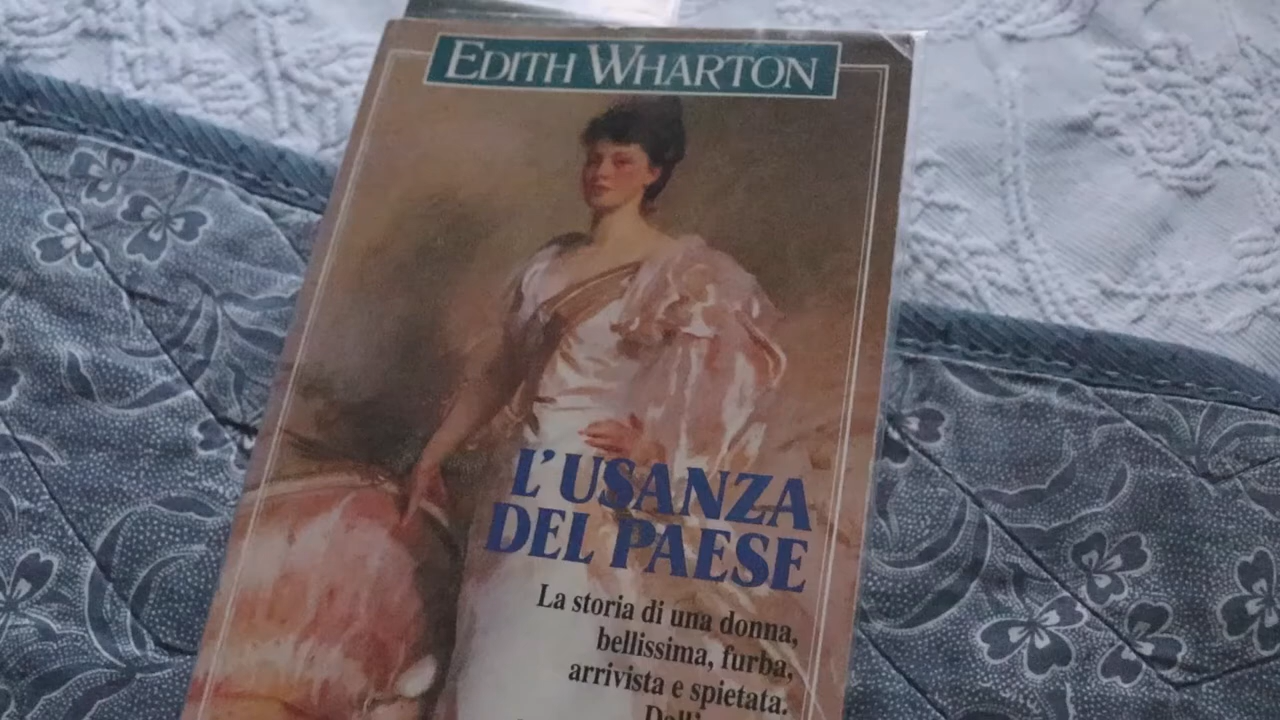 EDITH WHARTON
L'USANZA
DEL PAESE
La storia di una donna,
bellissima, furba,
arrivista e spietata.